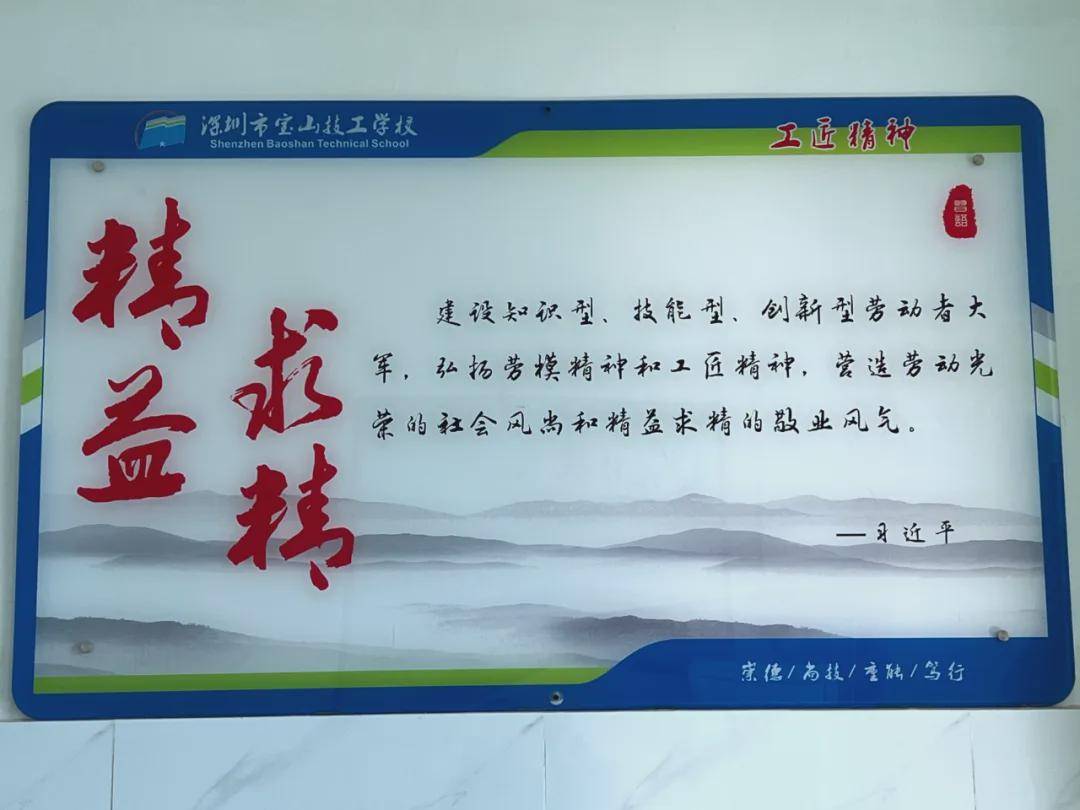 深圳市宝山技工学校
Shenzhen Baoshan Technical School
工匠精神
精益
求精
建设知识型、技能型、创新型劳动者大
军，弘扬劳模精神和工匠精神，营造劳动光
荣的社会风尚和精益求精的敬业风气。
—习近平
崇德/尚技/重能/笃行